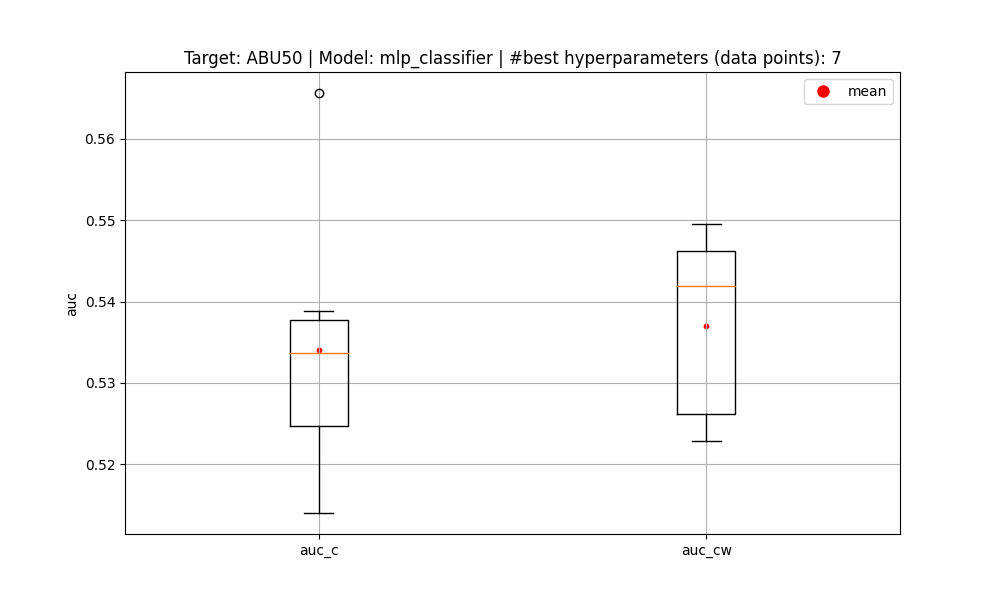 Target: ABU50 | Model: mlp_classifier | #best hyperparameters (data points): 7
mean
0.56
0.55
0.54
0.53
0.52
auc
auc_c
auc_cw